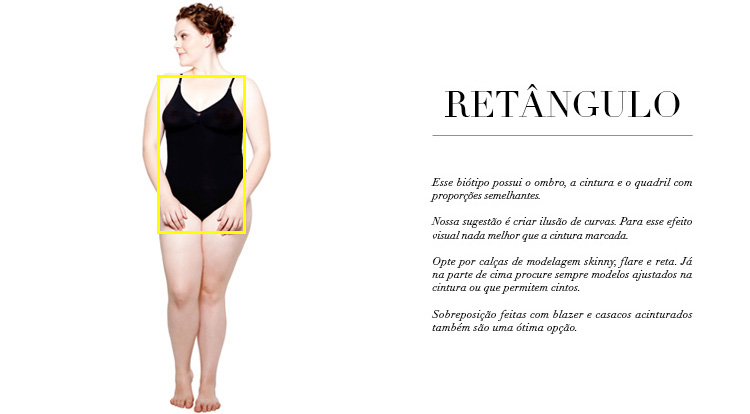 RETÂNGULO
Esse biótipo possui o ombro, a cintura e o quadril com
proporções semelhantes.
Nossa sugestão é criar ilusão de curvas. Para esse efeito
visual nada melhor que a cintura marcada.
Opte por calças de modelagem skinny, flare e reta. Já
na parte de cima procure sempre modelos ajustados na
cintura ou que permitem cintos.
Sobreposição feitas com blazer e casacos acinturados
também são uma ótima opção.